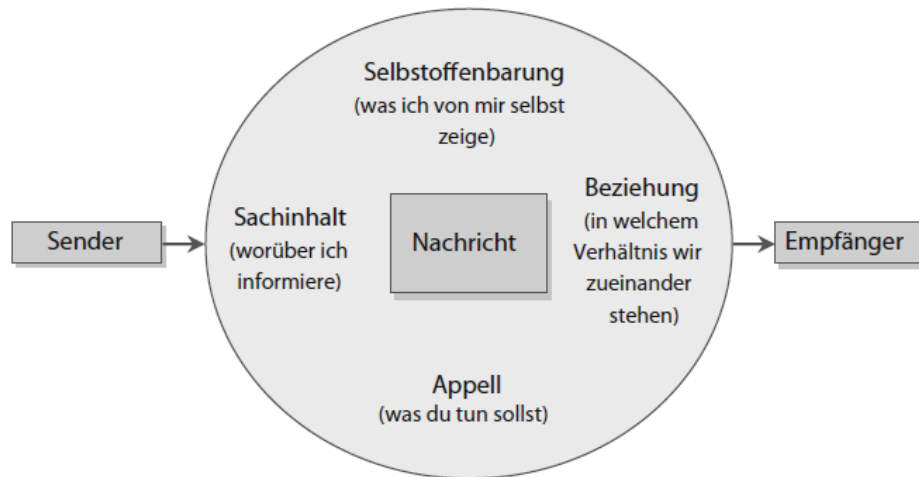 Selbstoffenbarung
(was ich von mir selbst
zeige)
Sender
Sachinhalt
(worüber ich
informiere)
Nachricht
Beziehung
(in welchem
Verhältnis wir
zueinander
stehen)
Empfänger
Appell
(was du tun sollst)